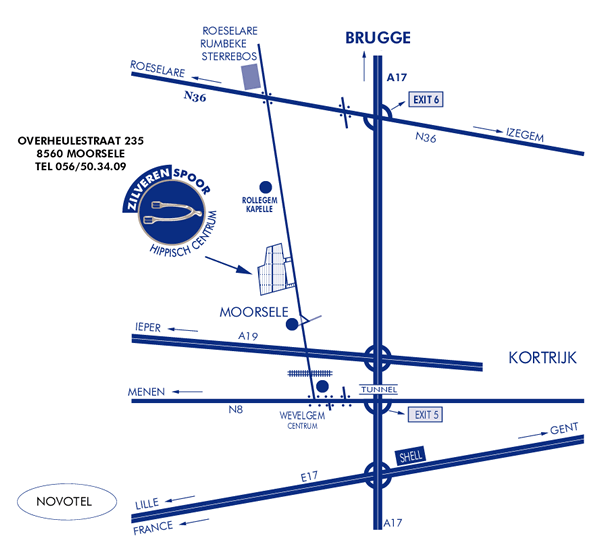 ROESELARE
RUMBEKE
STERREBOS
BRUGGE
ROESELARE
N36
A17
EXIT 6
N36
IZEGEM
OVERHEULESTRAAT 235
8560 MOORSELE
TEL 056/50.34.09
ZILVEREN SPOOR
HIPPISCH CENTRUM
ROLLEGEM
KAPELLE
MOORSELE
IEPER
A19
KORTRIJK
MENEN
TUNNEL
N8
WEVELGEM
CENTRUM
EXIT 5
GENT
SHELL
E17
NOVOTEL
LILLE
FRANCE
A17